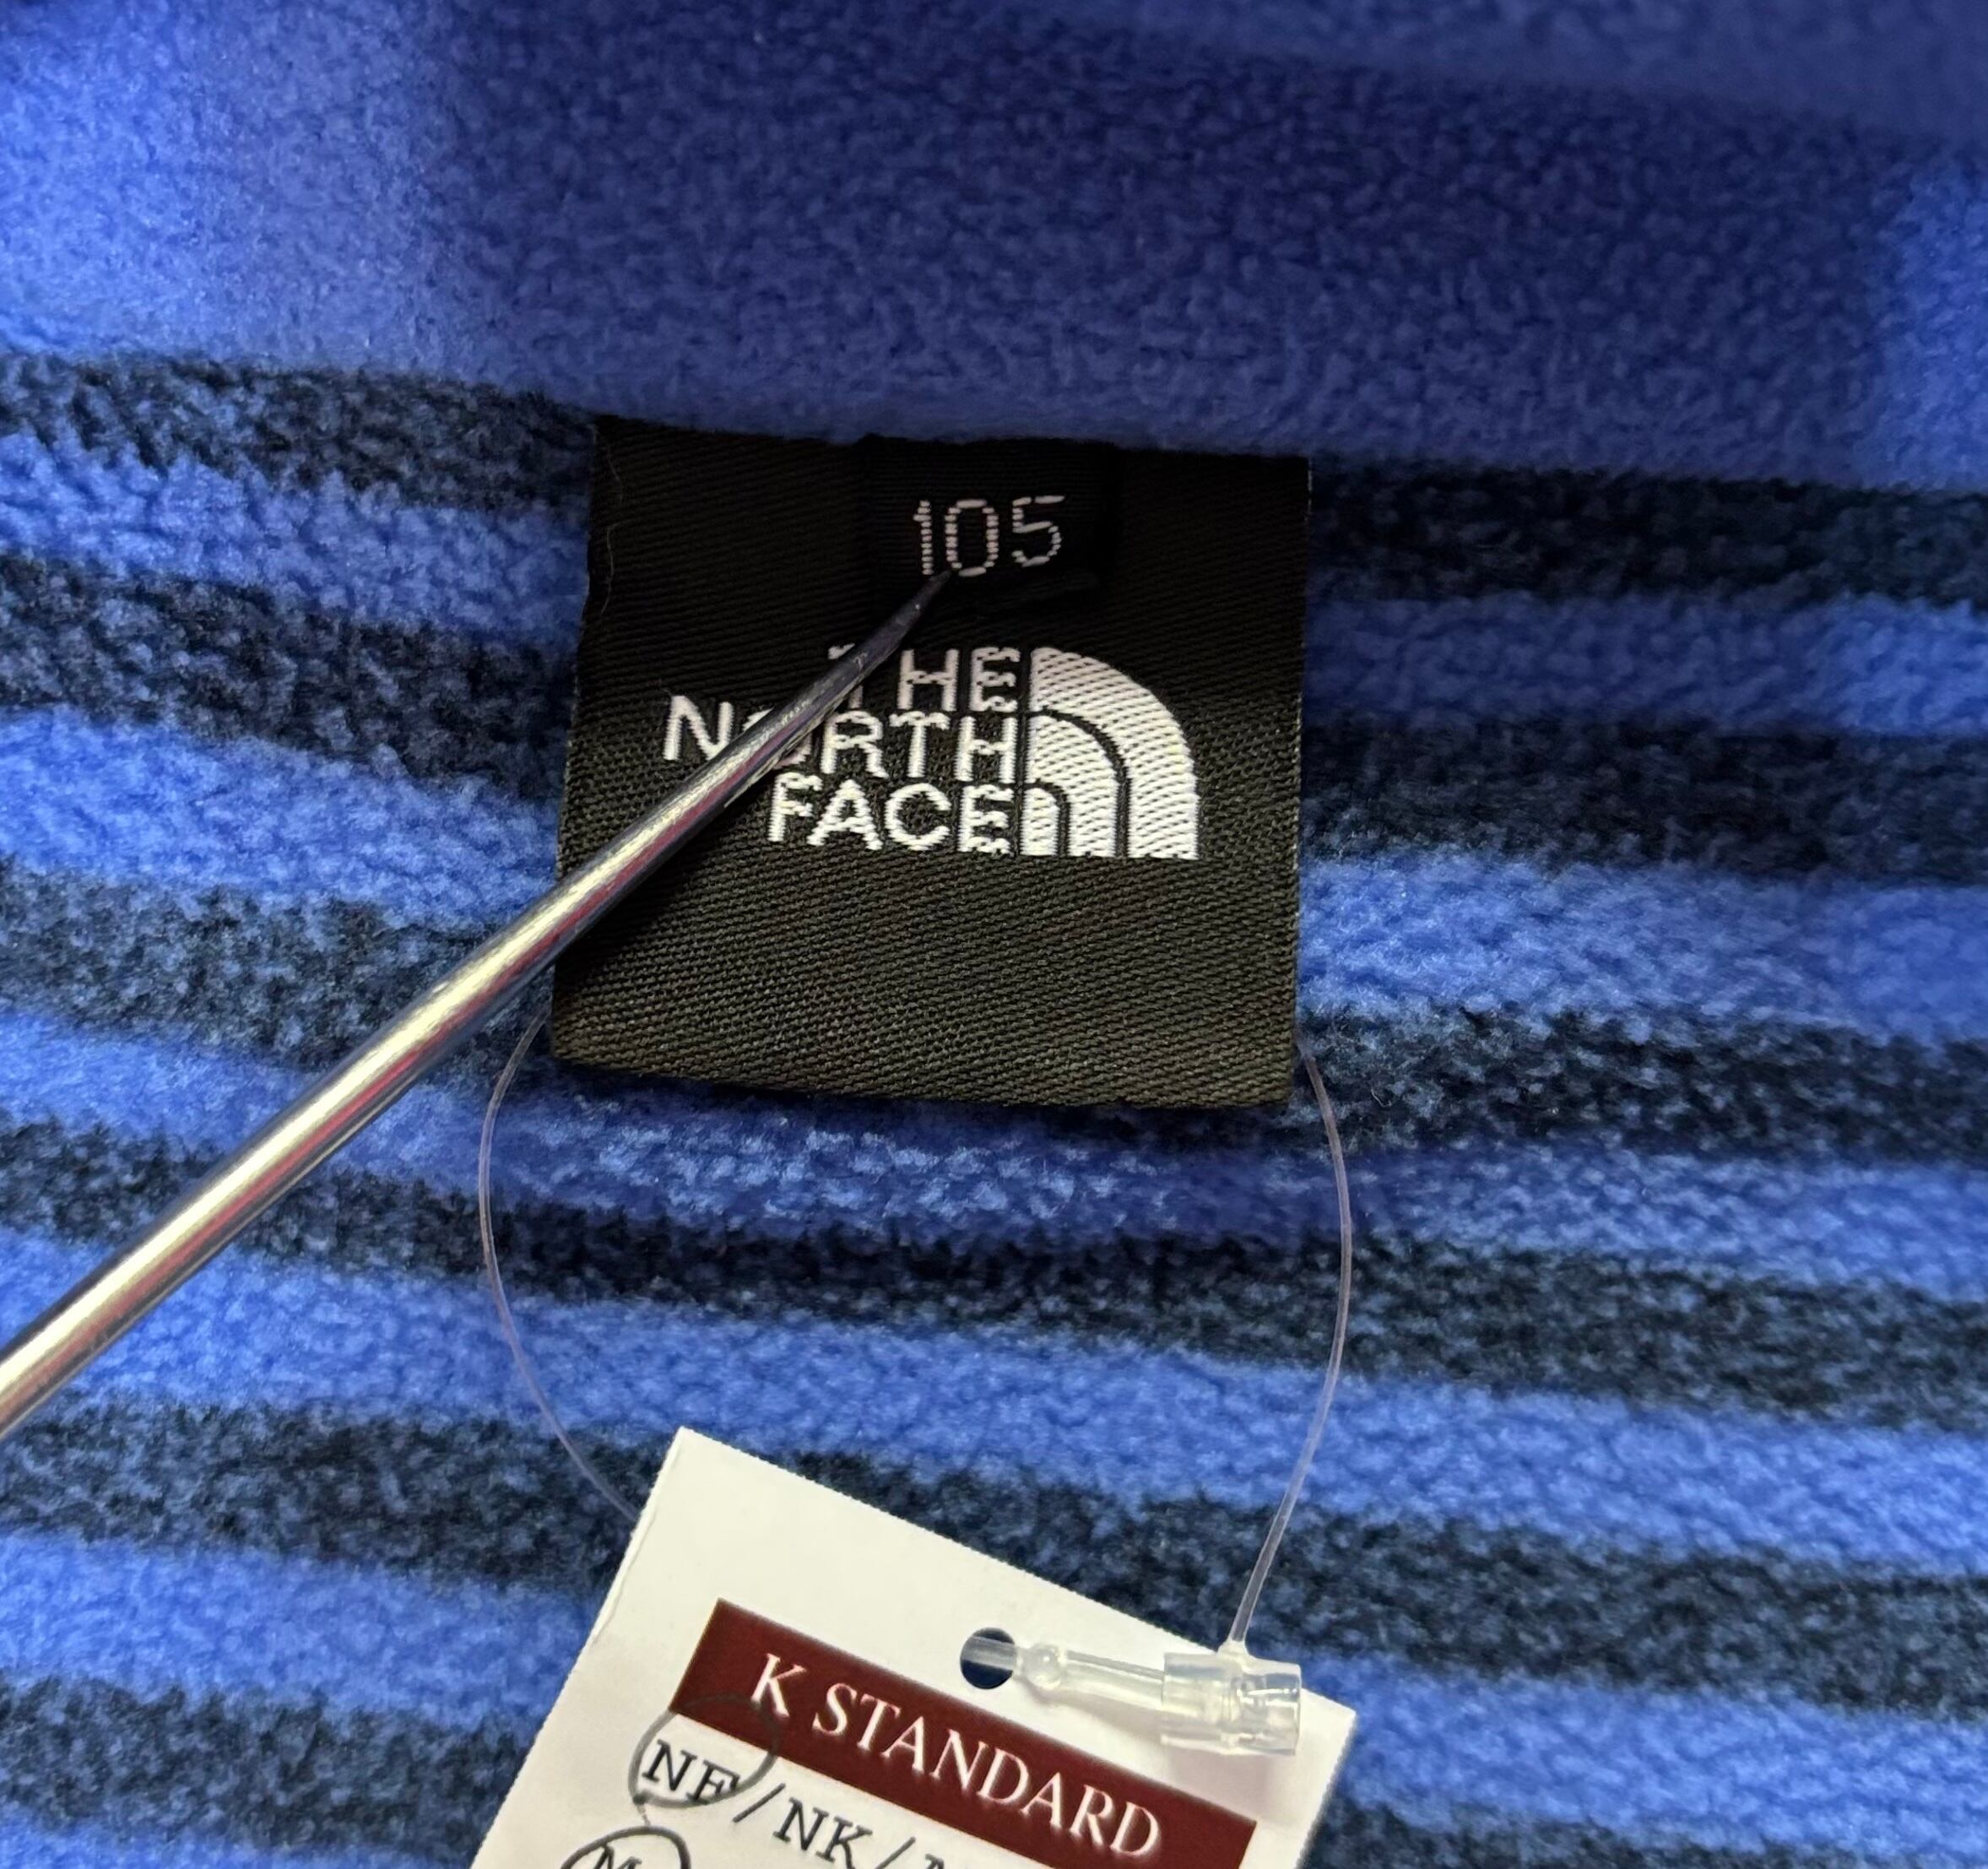 105
THE
NORTH
FACE
K STANDARD
NF/NK/
M